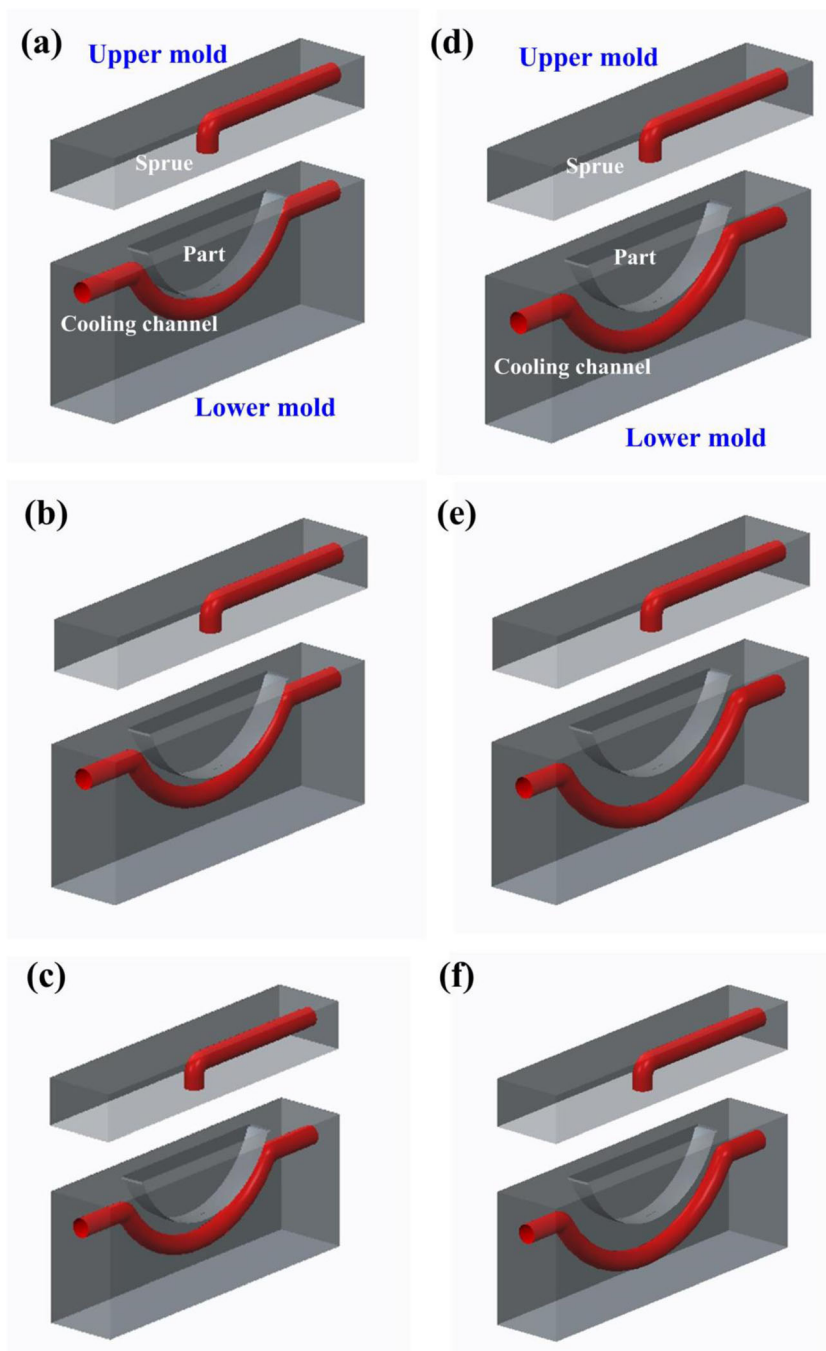 (a)
Upper mold
Sprue
Part
Cooling channel
Lower mold
(d)
Upper mold
Sprue
Part
Cooling channel
Lower mold
(b)
(e)
(c)
(f)